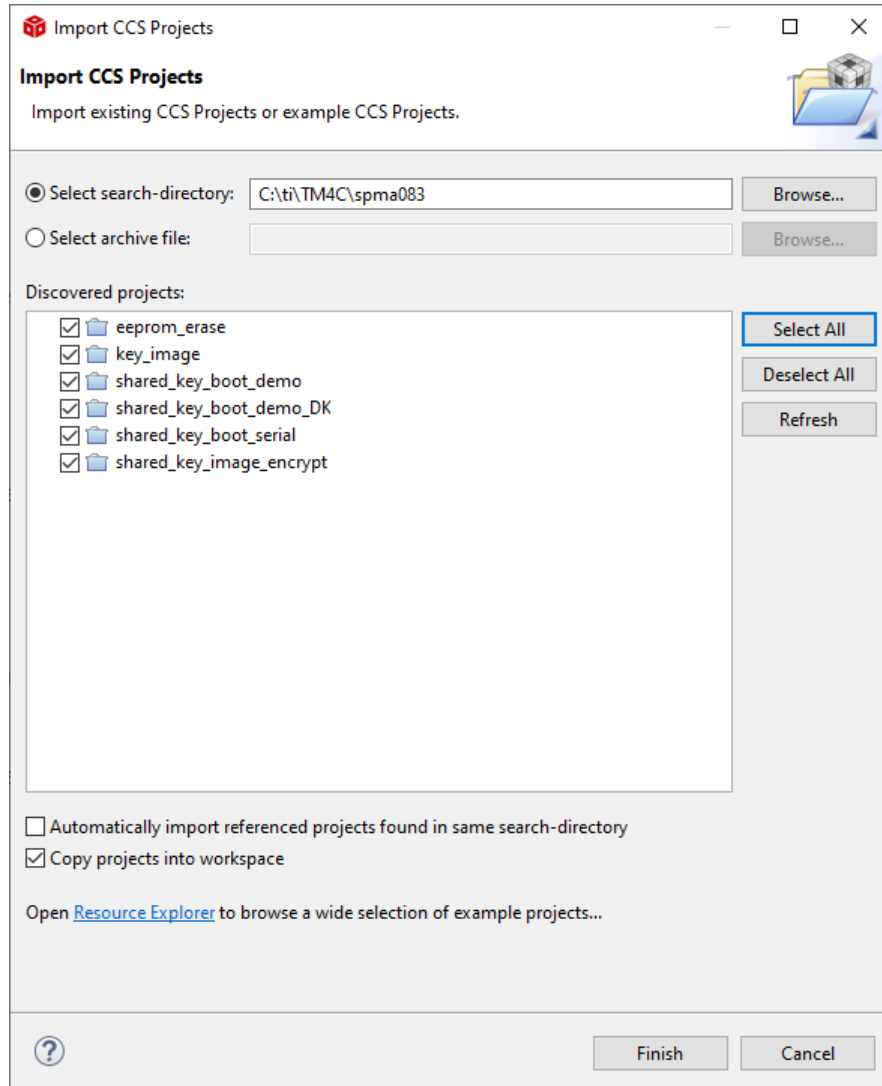 Import CCS Projects
Import CCS Projects
Import existing CCS Projects or example CCS Projects.
Select search-directory: C:\ti\TM4C\spma083 Browse...
Select archive file: Browse...
Discovered projects:
eeprom_erase Select All
key_image
shared_key_boot_demo Deselect All
shared_key_boot_demo_DK
shared_key_boot_serial Refresh
shared_key_image_encrypt
Automatically import referenced projects found in same search-directory
Copy projects into workspace
Open Resource Explorer to browse a wide selection of example projects...
? Finish Cancel